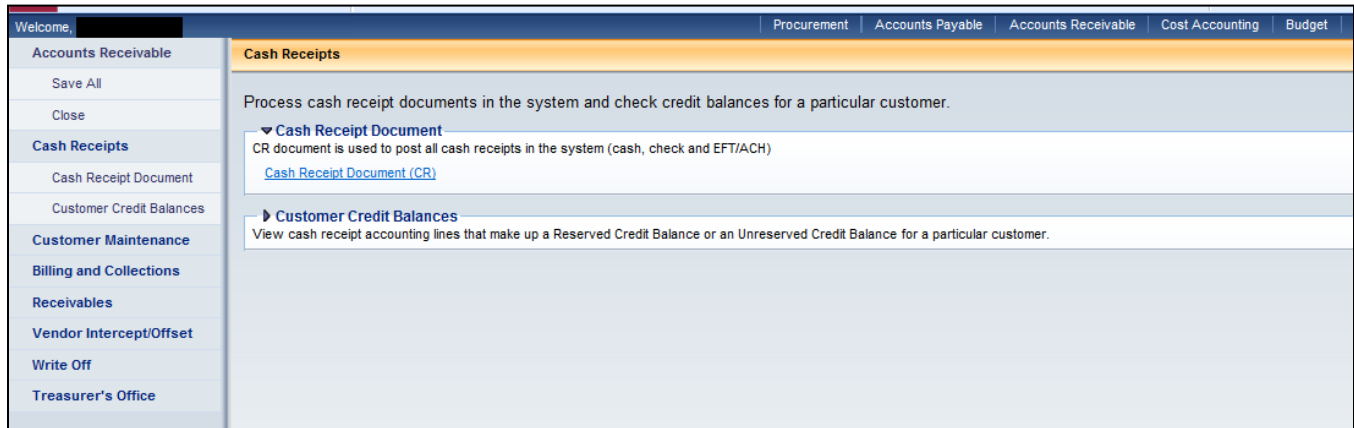 Welcome,
Procurement Accounts Payable Accounts Receivable Cost Accounting Budget
Accounts Receivable
Save All
Close
Cash Receipts
Cash Receipt Document
Customer Credit Balances
Customer Maintenance
Billing and Collections
Receivables
Vendor Intercept/Offset
Write Off
Treasurer's Office
Cash Receipts
Process cash receipt documents in the system and check credit balances for a particular customer.
Cash Receipt Document
CR document is used to post all cash receipts in the system (cash, check and EFT/ACH)
Cash Receipt Document (CR)
Customer Credit Balances
View cash receipt accounting lines that make up a Reserved Credit Balance or an Unreserved Credit Balance for a particular customer.